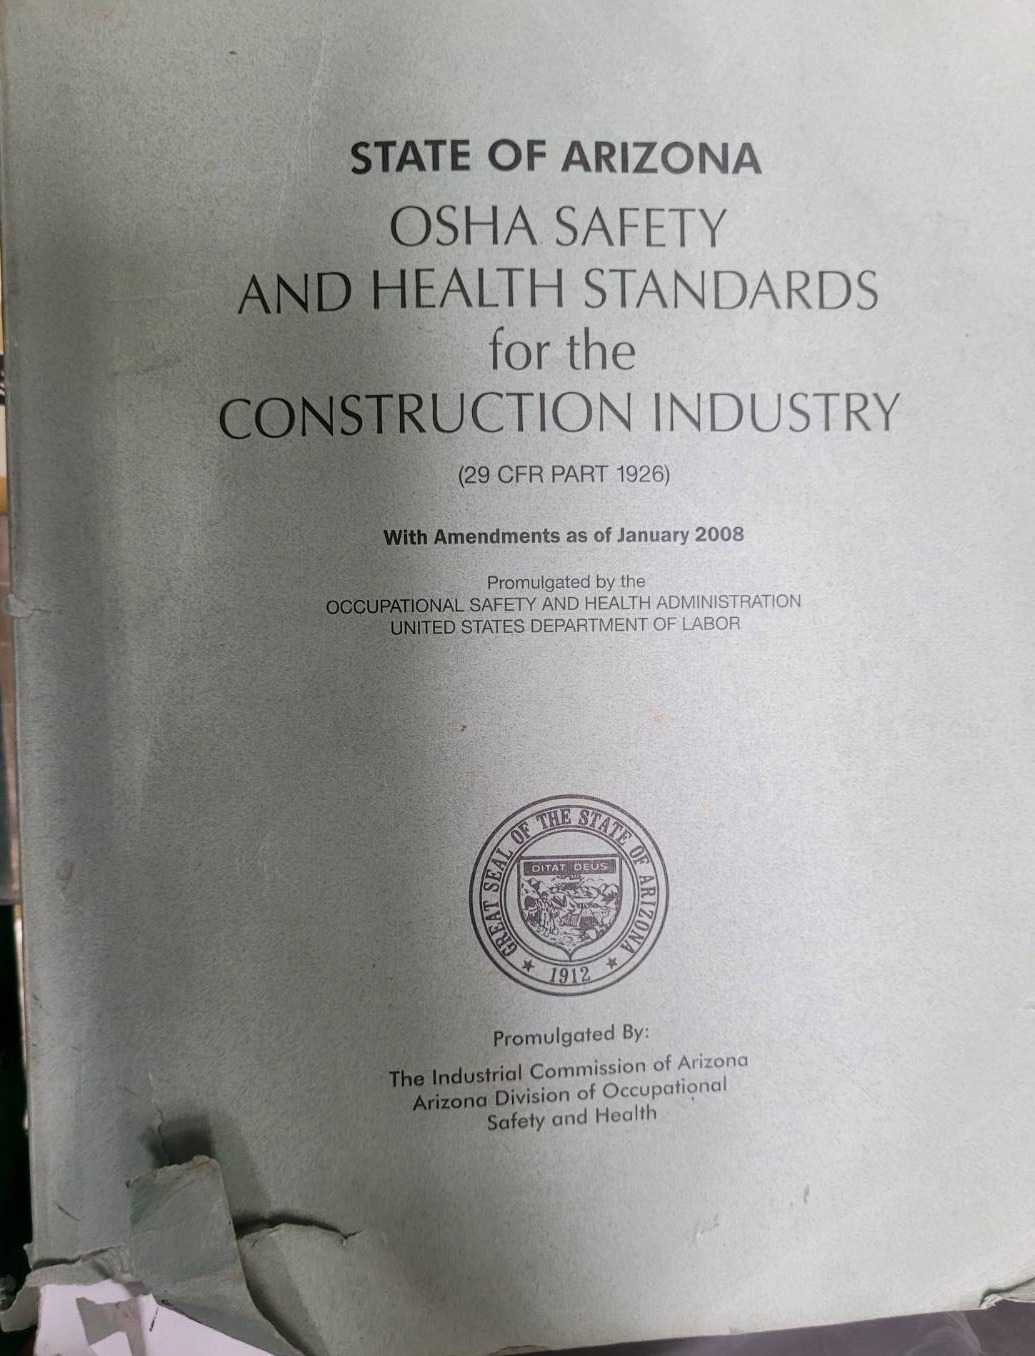 STATE OF ARIZONA
OSHA SAFETY
AND HEALTH STANDARDS
for the
CONSTRUCTION INDUSTRY
(29 CFR PART 1926)
With Amendments as of January 2008
Promulgated by the
OCCUPATIONAL SAFETY AND HEALTH ADMINISTRATION
UNITED STATES DEPARTMENT OF LABOR
GREAT SEAL OF THE STATE OF ARIZONA
DITAT DEUS
1912
Promulgated By:
The Industrial Commission of Arizona
Arizona Division of Occupational
Safety and Health